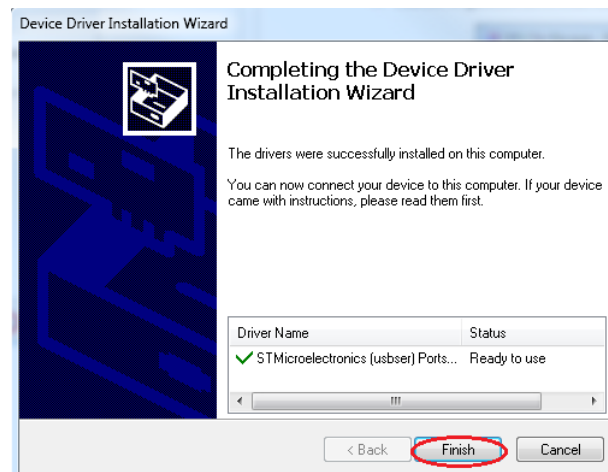 Device Driver Installation Wizard
Completing the Device Driver
Installation Wizard
The drivers were successfully installed on this computer.
You can now connect your device to this computer. If your device
came with instructions, please read them first.
Driver Name Status
STMicroelectronics (usbser) Ports... Ready to use
< Back Finish Cancel